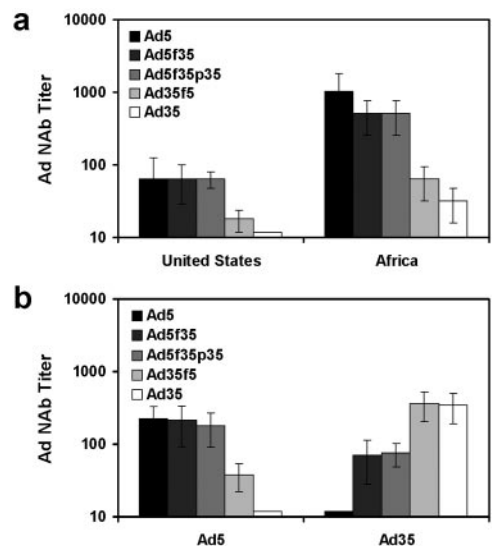 a
10000
1000
100
10
Ad NAb Titer
Ad5
Ad5f35
Ad5f35p35
Ad35f5
Ad35
United States Africa
b
10000
1000
100
10
Ad NAb Titer
Ad5
Ad5f35
Ad5f35p35
Ad35f5
Ad35
Ad5 Ad35